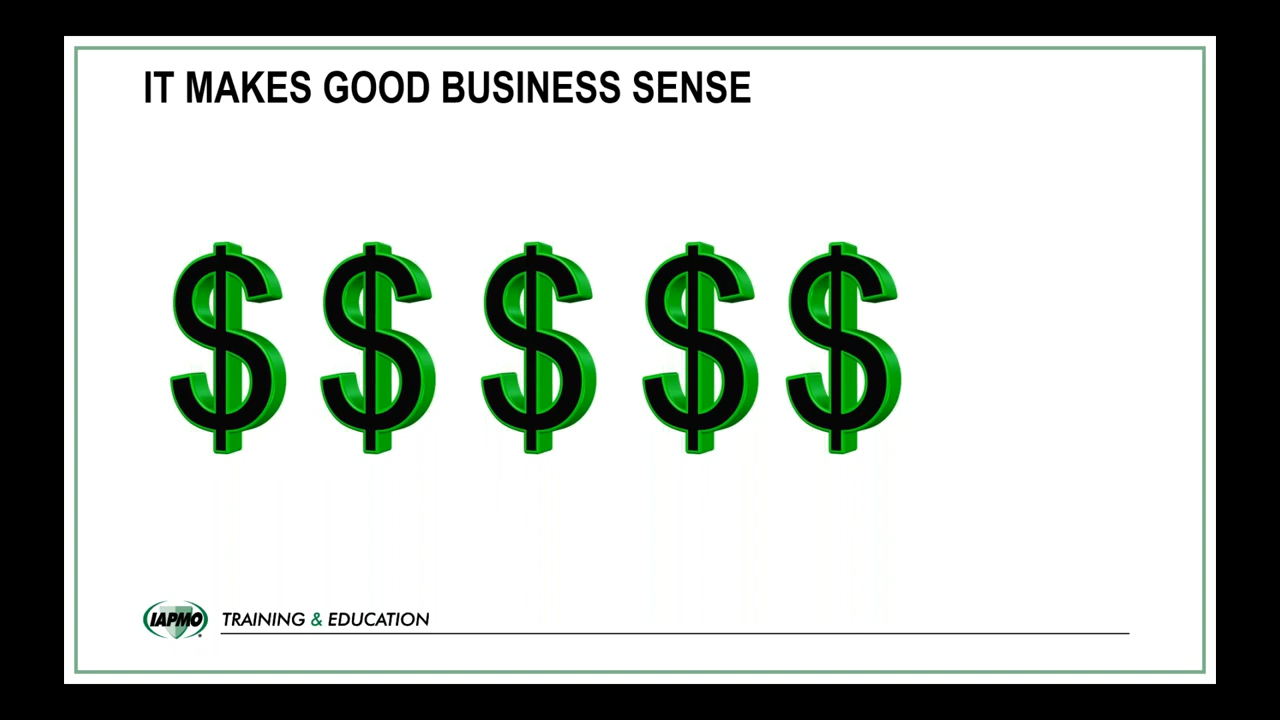 IT MAKES GOOD BUSINESS SENSE
$ $ $ $ $
IAPMO TRAINING & EDUCATION